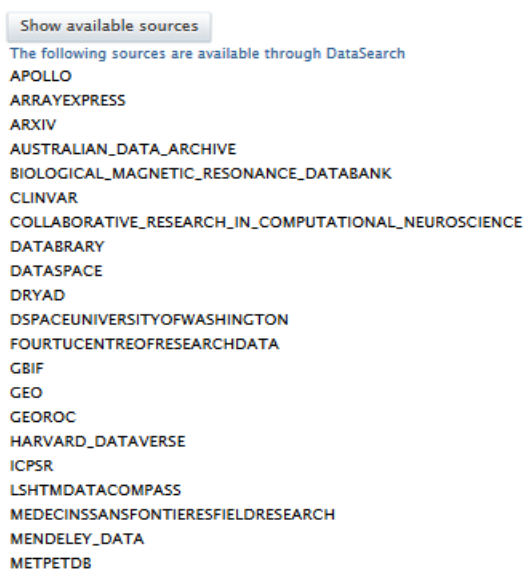 Show available sources
The following sources are available through DataSearch
APOLLO
ARRAYEXPRESS
ARXIV
AUSTRALIAN_DATA_ARCHIVE
BIOLOGICAL_MAGNETIC_RESONANCE_DATABANK
CLINVAR
COLLABORATIVE_RESEARCH_IN_COMPUTATIONAL_NEUROSCIENCE
DATABRARY
DATASPACE
DRYAD
DSPACEUNIVERSITYOFWASHINGTON
FOURTUCENTREOFRESEARCHDATA
GBIF
GEO
GEOROC
HARVARD_DATAVERSE
ICPSR
LSHTMDATACOMPASS
MEDECINSSANSFONTIERESFIELDRESEARCH
MENDELEY_DATA
METPETDB